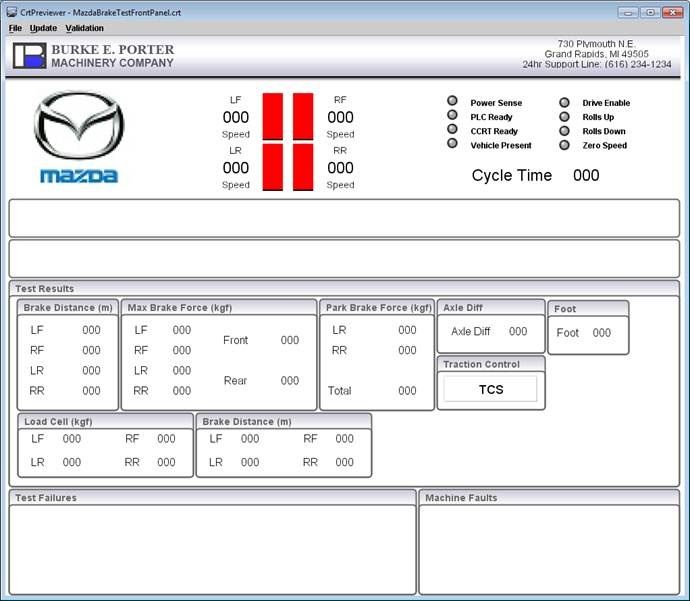 CrtPreviewer - MazdaBrakeTestFrontPanel.crt
File Update Validation
BURKE E. PORTER
MACHINERY COMPANY
730 Plymouth N.E.
Grand Rapids, MI 49505
24hr Support Line: (616) 234-1234
mazda
LF RF
000 000
Speed Speed
LR RR
000 000
Speed Speed
Power Sense Drive Enable
PLC Ready Rolls Up
CCRT Ready Rolls Down
Vehicle Present Zero Speed
Cycle Time 000
Test Results
Brake Distance (m)
LF 000
RF 000
LR 000
RR 000
Max Brake Force (kgf)
LF 000
RF 000
LR 000
RR 000
Front 000
Rear 000
Park Brake Force (kgf)
LR 000
RR 000
Total 000
Axle Diff
Axle Diff 000
Foot
Foot 000
Traction Control
TCS
Load Cell (kgf)
LF 000 RF 000
LR 000 RR 000
Brake Distance (m)
LF 000 RF 000
LR 000 RR 000
Test Failures
Machine Faults